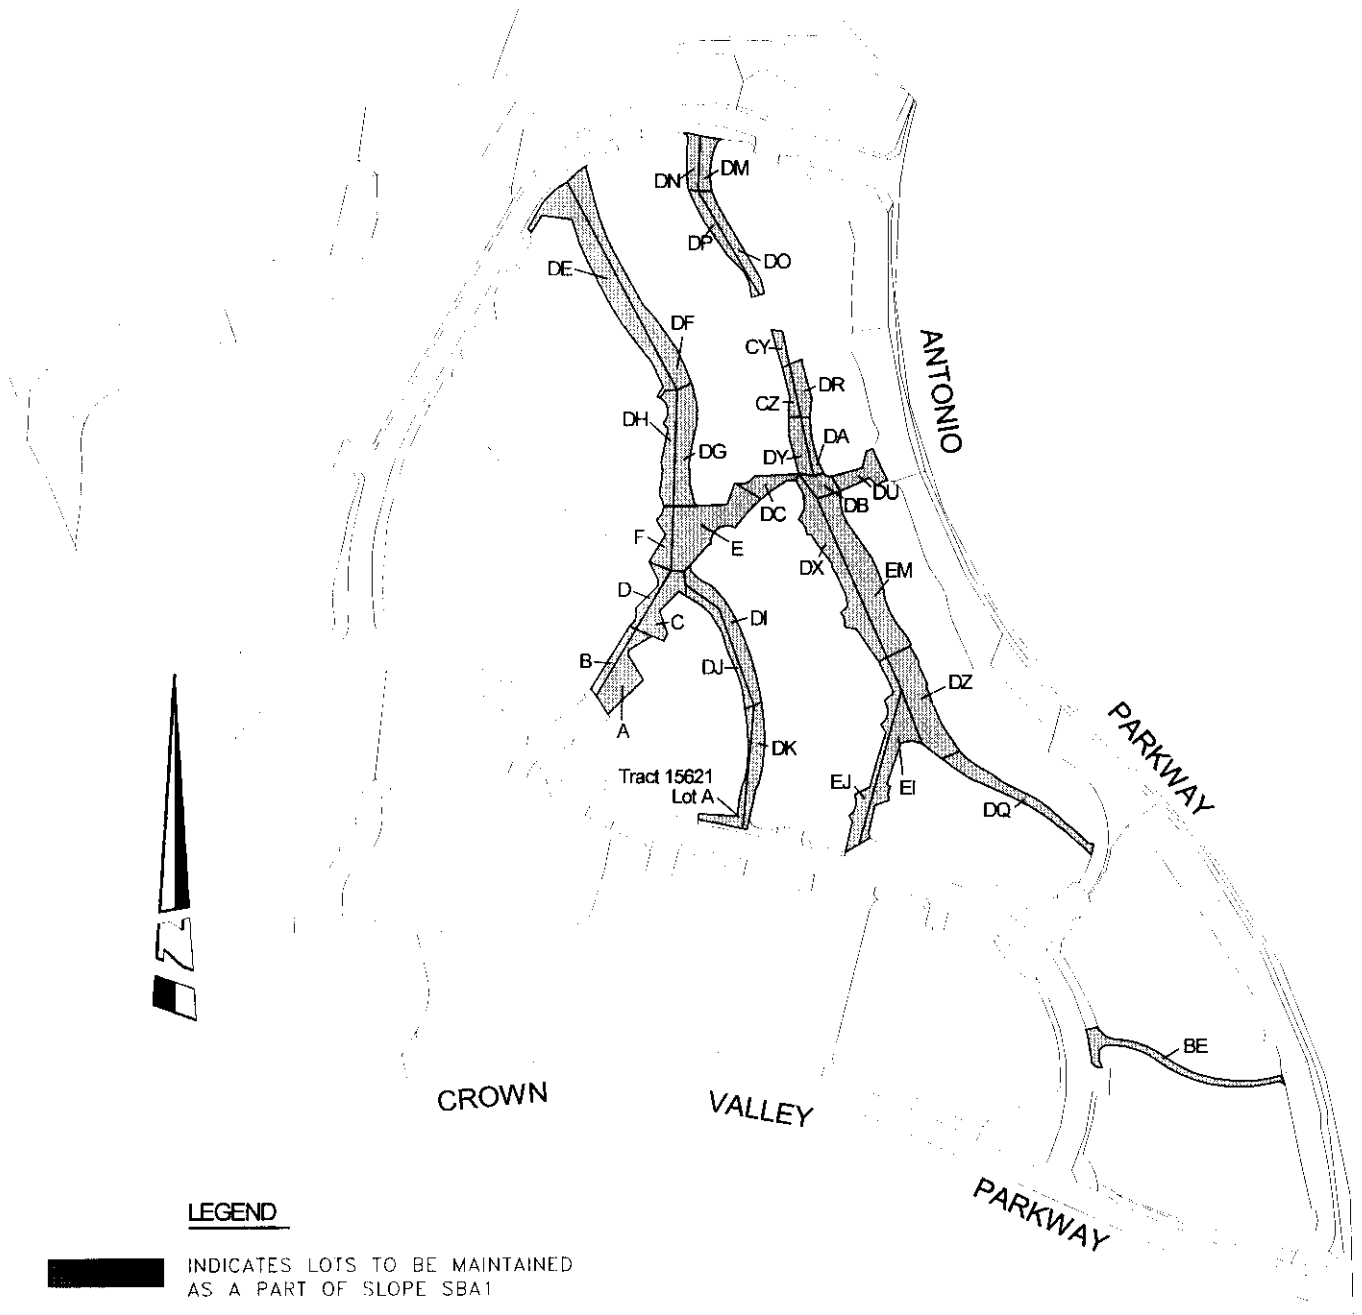 DN
DM
DP
DO
DE
DF
CY
DR
CZ
DH
DA
DG
DY
DU
DB
DC
E
F
DX
EM
D
C
DI
B
DJ
DZ
A
DK
Tract 15621
Lot A
EJ
EI
DQ
ANTONIO
PARKWAY
Z
BE
CROWN
VALLEY
PARKWAY
LEGEND
INDICATES LOTS TO BE MAINTAINED
AS A PART OF SLOPE SBA1